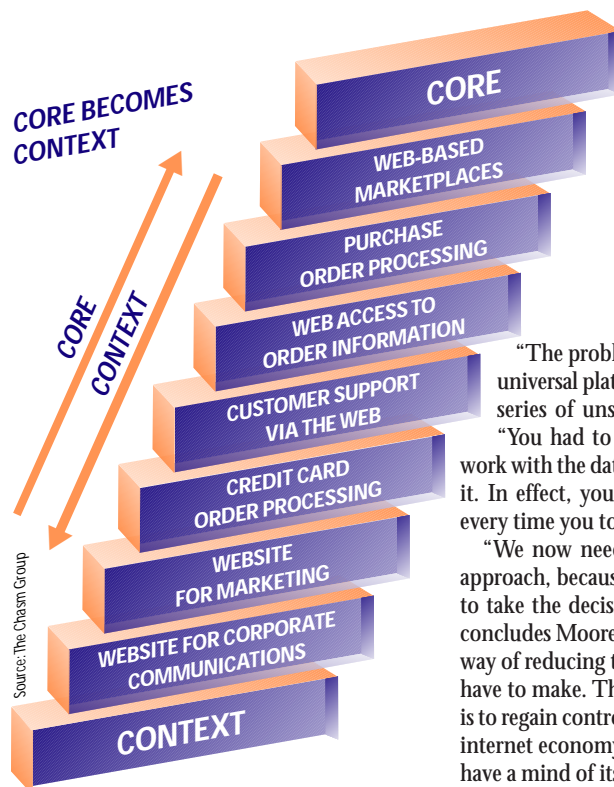 CORE BECOMES
CONTEXT
CORE
CONTEXT
CORE
WEB-BASED
MARKETPLACES
PURCHASE
ORDER PROCESSING
WEB ACCESS TO
ORDER INFORMATION
CUSTOMER SUPPORT
VIA THE WEB
CREDIT CARD
ORDER PROCESSING
WEBSITE
FOR MARKETING
WEBSITE FOR CORPORATE
COMMUNICATIONS
CONTEXT
Source: The Chasm Group
“The probl
universal plat
series of uns
“You had to
work with the dat
it. In effect, you
every time you to
“We now need
approach, becaus
to take the decis
concludes Moore
way of reducing t
have to make. Th
is to regain contro
internet economy
have a mind of its